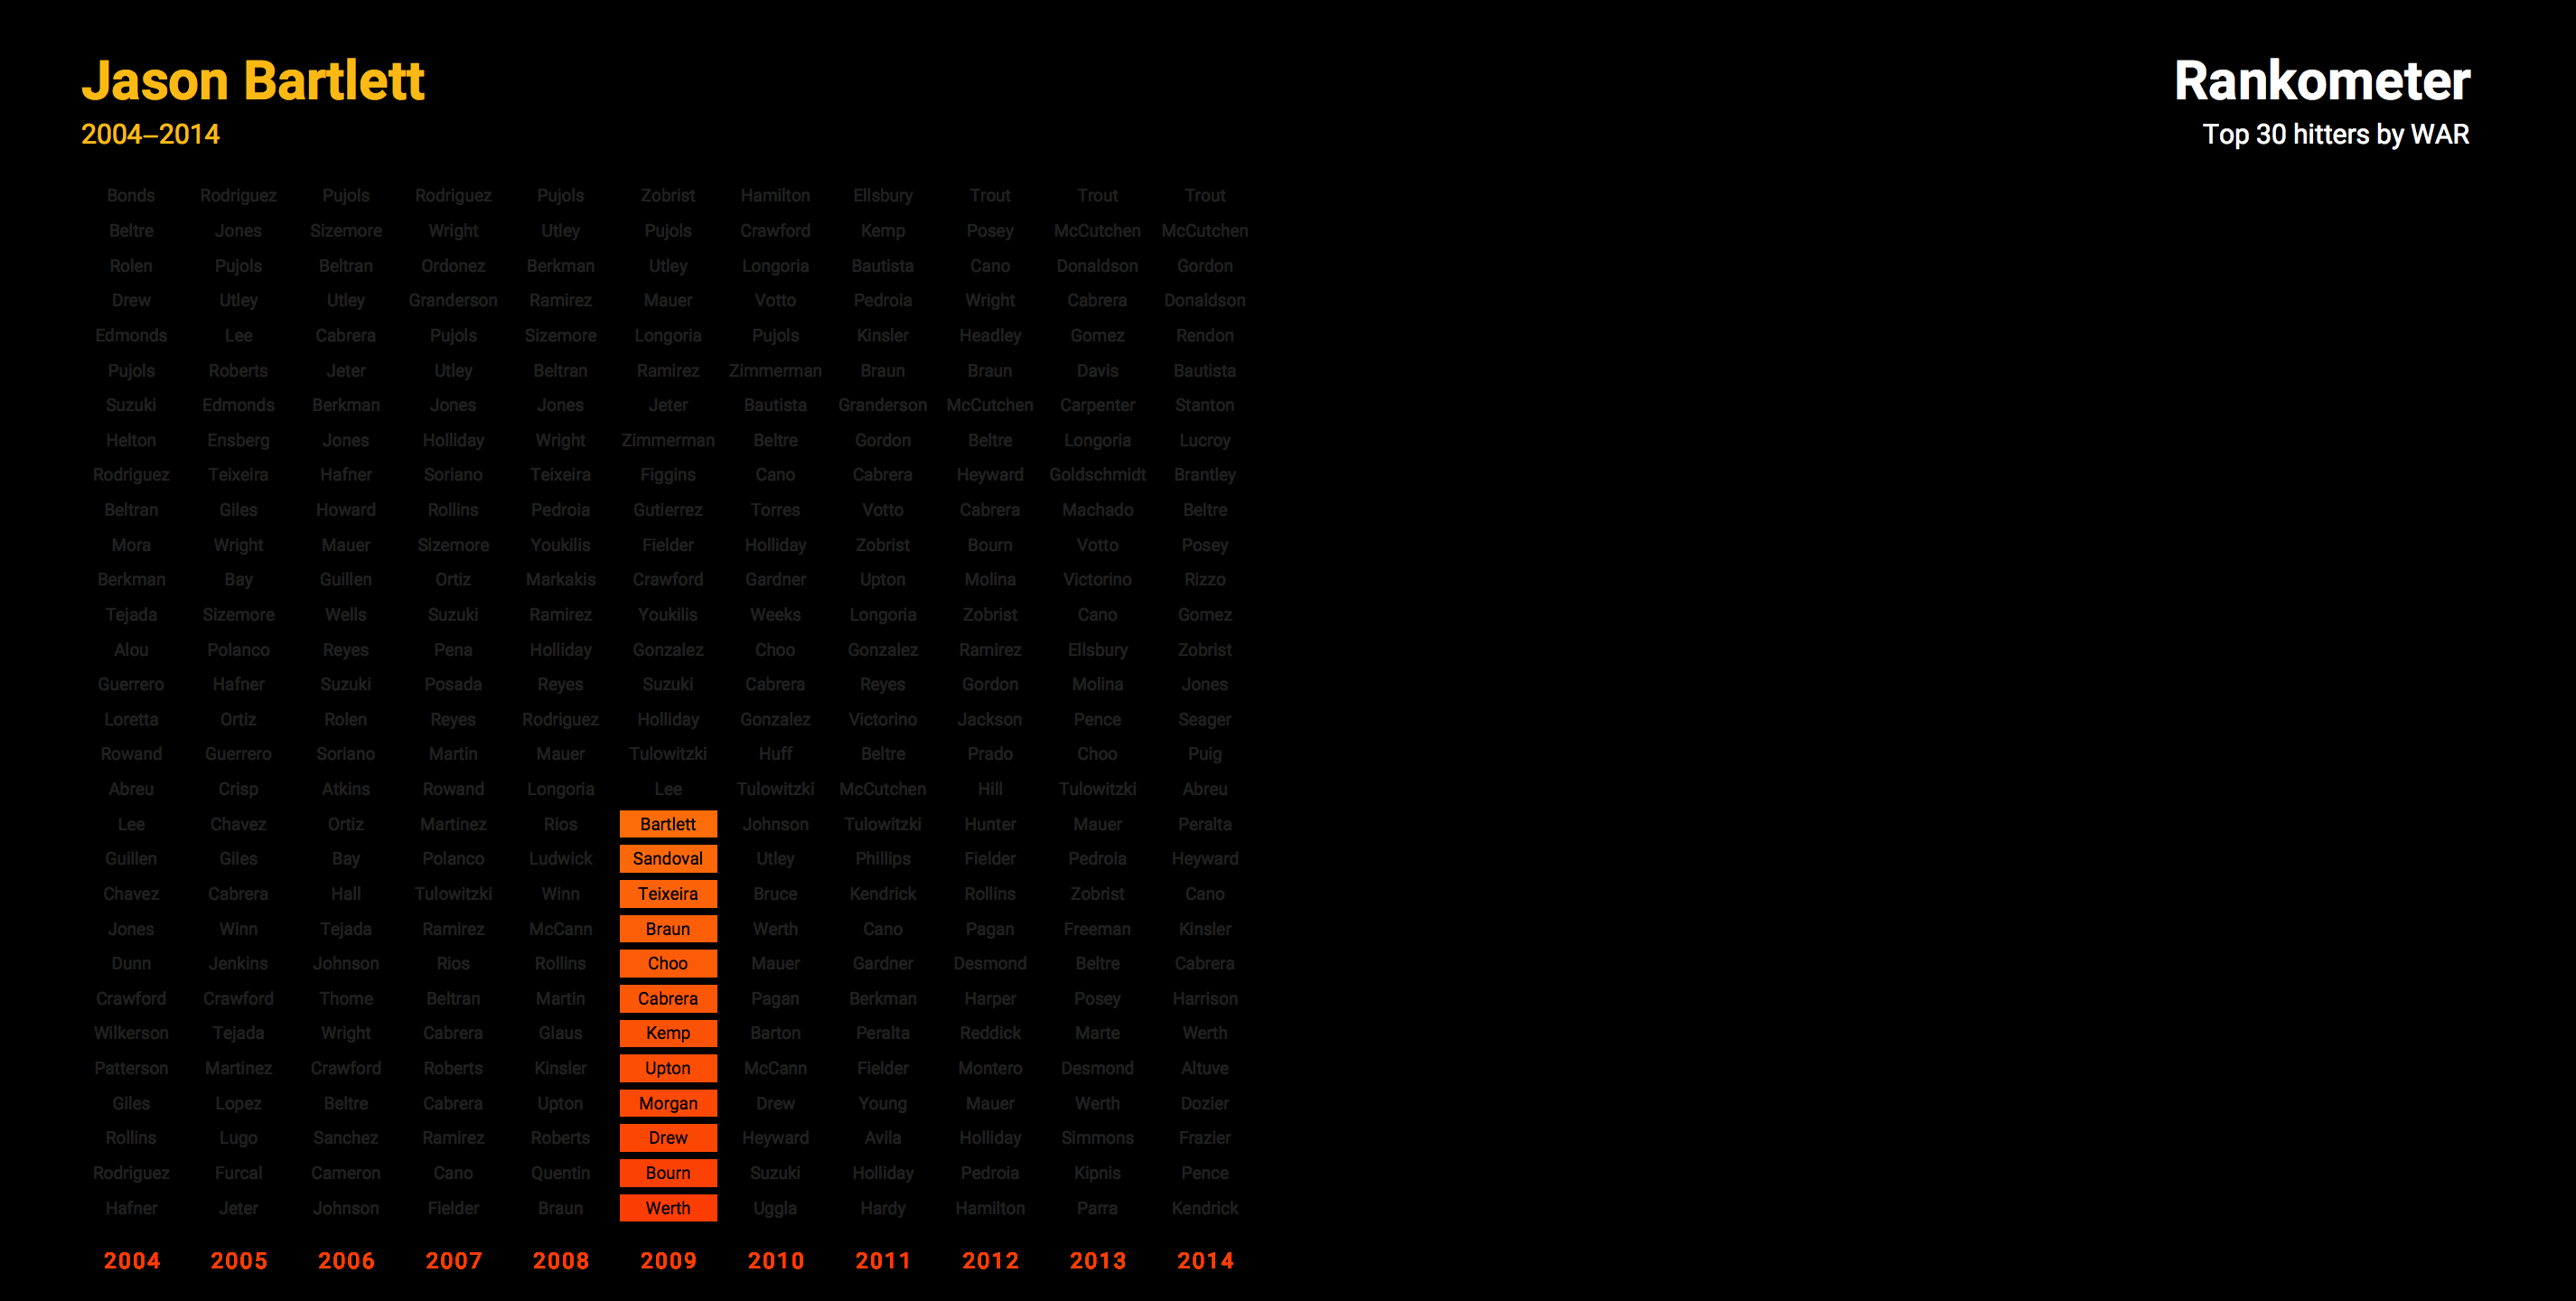 Jason Bartlett
2004–2014
Rankometer
Top 30 hitters by WAR
Bonds Rodriguez Pujols Rodriguez Pujols Zobrist Hamilton Ellsbury Trout Trout Trout
Beltre Jones Sizemore Wright Utley Pujols Crawford Kemp Posey McCutchen McCutchen
Rolen Pujols Beltran Ordonez Berkman Utley Longoria Bautista Cano Donaldson Gordon
Drew Utley Utley Granderson Ramirez Mauer Votto Pedroia Wright Cabrera Donaldson
Edmonds Lee Cabrera Pujols Sizemore Longoria Pujols Kinsler Headley Gomez Rendon
Pujols Roberts Jeter Utley Beltran Ramirez Zimmerman Braun Braun Davis Bautista
Suzuki Edmonds Berkman Jones Jones Jeter Bautista Granderson McCutchen Carpenter Stanton
Helton Ensberg Jones Holliday Wright Zimmerman Beltre Gordon Beltre Longoria Lucroy
Rodriguez Teixeira Hafner Soriano Teixeira Figgins Cano Cabrera Heyward Goldschmidt Brantley
Beltran Giles Howard Rollins Pedroia Gutierrez Torres Votto Cabrera Machado Beltre
Mora Wright Mauer Sizemore Youkilis Fielder Holliday Zobrist Bourn Votto Posey
Berkman Bay Guillen Ortiz Markakis Crawford Gardner Upton Molina Victorino Rizzo
Tejada Sizemore Wells Suzuki Ramirez Youkilis Weeks Longoria Zobrist Cano Gomez
Alou Polanco Reyes Pena Holliday Gonzalez Choo Gonzalez Ramirez Ellsbury Zobrist
Guerrero Hafner Suzuki Posada Reyes Suzuki Cabrera Reyes Gordon Molina Jones
Loretta Ortiz Rolen Reyes Rodriguez Holliday Gonzalez Victorino Jackson Pence Seager
Rowand Guerrero Soriano Martin Mauer Tulowitzki Huff Beltre Prado Choo Puig
Abreu Crisp Atkins Rowand Longoria Lee Tulowitzki McCutchen Hill Tulowitzki Abreu
Lee Chavez Ortiz Martinez Rios Bartlett Johnson Tulowitzki Hunter Mauer Peralta
Guillen Giles Bay Polanco Ludwick Sandoval Utley Phillips Fielder Pedroia Heyward
Chavez Cabrera Hall Tulowitzki Winn Teixeira Bruce Kendrick Rollins Zobrist Cano
Jones Winn Tejada Ramirez McCann Braun Werth Cano Pagan Freeman Kinsler
Dunn Jenkins Johnson Rios Rollins Choo Mauer Gardner Desmond Beltre Cabrera
Crawford Crawford Thome Beltran Martin Cabrera Pagan Berkman Harper Posey Harrison
Wilkerson Tejada Wright Cabrera Glaus Kemp Barton Peralta Reddick Marte Werth
Patterson Martinez Crawford Roberts Kinsler Upton McCann Fielder Montero Desmond Altuve
Giles Lopez Beltre Cabrera Upton Morgan Drew Young Mauer Werth Dozier
Rollins Lugo Sanchez Ramirez Roberts Drew Heyward Avila Holliday Simmons Frazier
Rodriguez Furcal Cameron Cano Quentin Bourn Suzuki Holliday Pedroia Kipnis Pence
Hafner Jeter Johnson Fielder Braun Werth Uggla Hardy Hamilton Parra Kendrick
2004 2005 2006 2007 2008 2009 2010 2011 2012 2013 2014